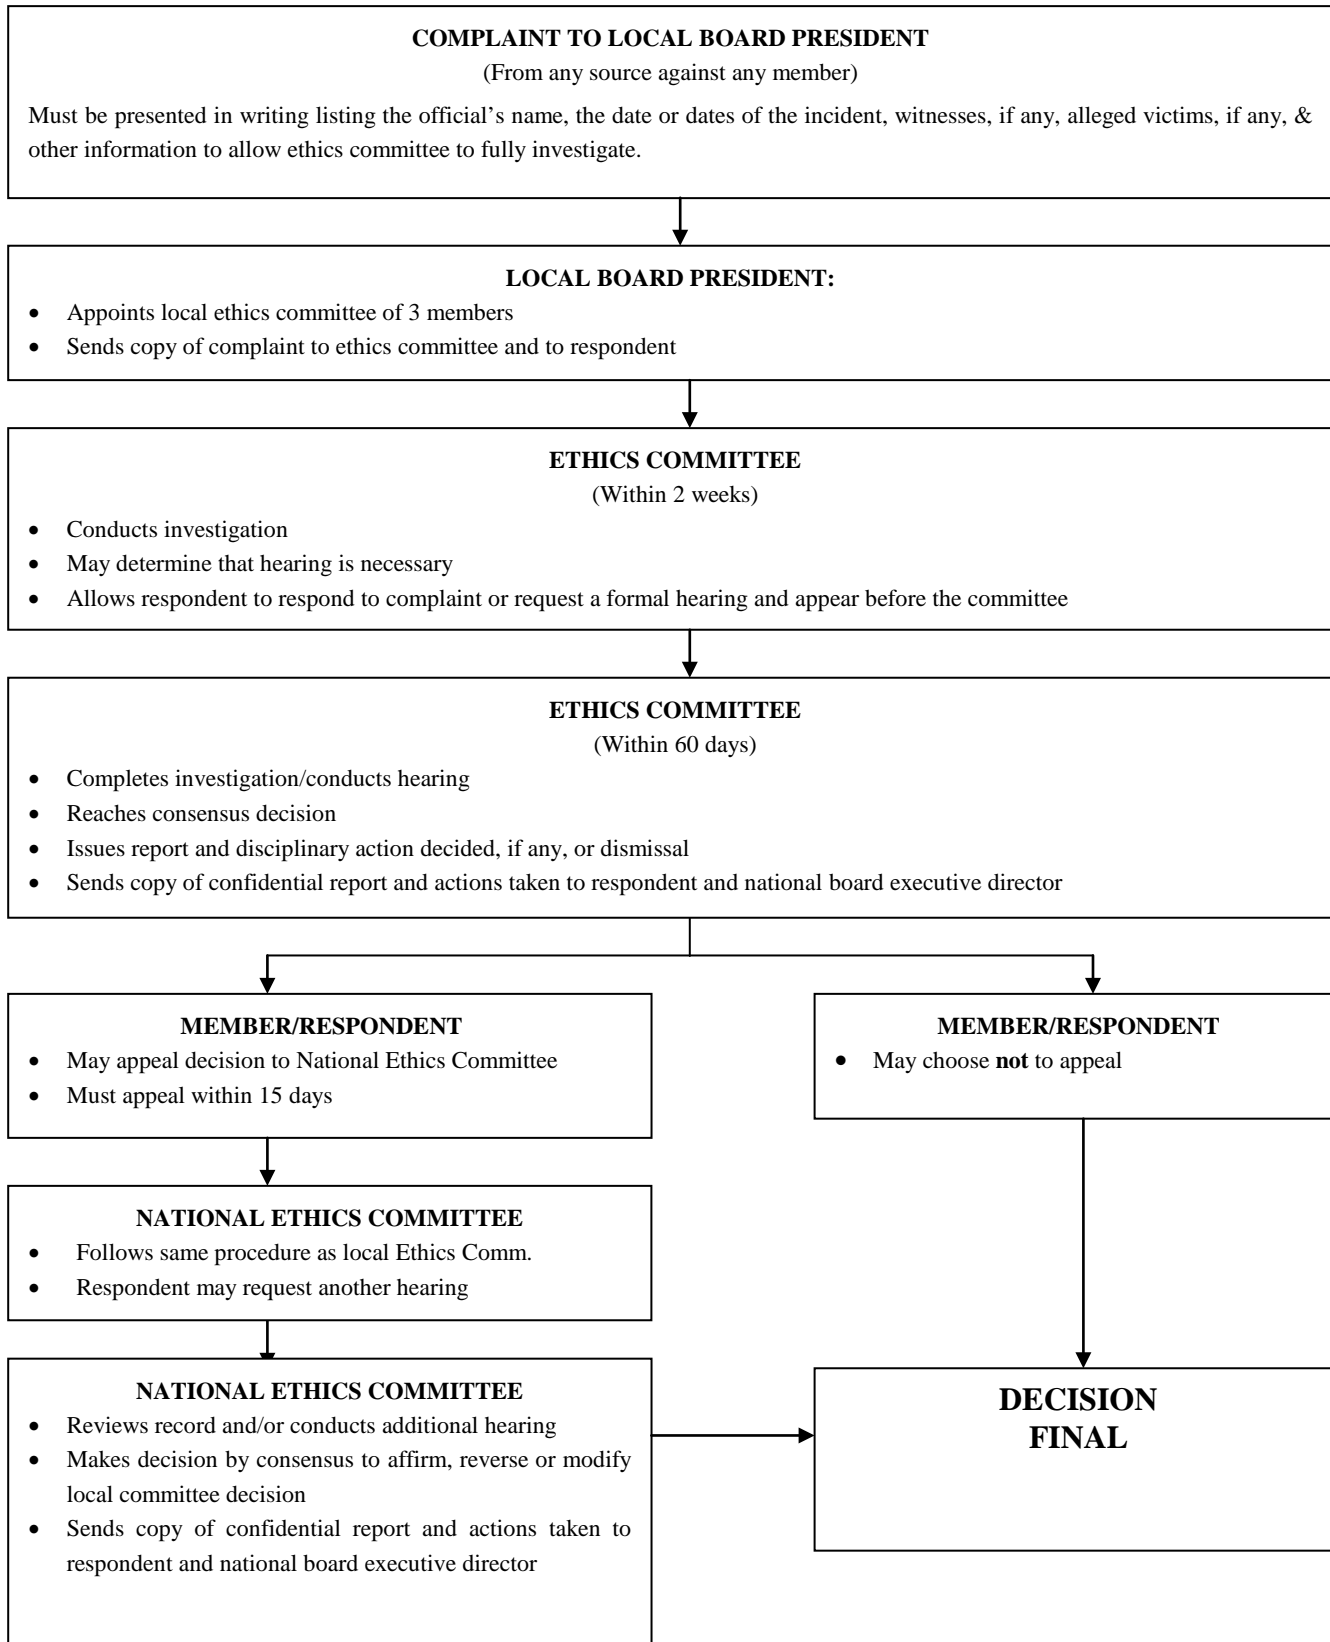 COMPLAINT TO LOCAL BOARD PRESIDENT
(From any source against any member)
Must be presented in writing listing the official’s name, the date or dates of the incident, witnesses, if any, alleged victims, if any, &
other information to allow ethics committee to fully investigate.
LOCAL BOARD PRESIDENT:
• Appoints local ethics committee of 3 members
• Sends copy of complaint to ethics committee and to respondent
ETHICS COMMITTEE
(Within 2 weeks)
• Conducts investigation
• May determine that hearing is necessary
• Allows respondent to respond to complaint or request a formal hearing and appear before the committee
ETHICS COMMITTEE
(Within 60 days)
• Completes investigation/conducts hearing
• Reaches consensus decision
• Issues report and disciplinary action decided, if any, or dismissal
• Sends copy of confidential report and actions taken to respondent and national board executive director
MEMBER/RESPONDENT
• May appeal decision to National Ethics Committee
• Must appeal within 15 days
MEMBER/RESPONDENT
• May choose not to appeal
NATIONAL ETHICS COMMITTEE
• Follows same procedure as local Ethics Comm.
• Respondent may request another hearing
NATIONAL ETHICS COMMITTEE
• Reviews record and/or conducts additional hearing
• Makes decision by consensus to affirm, reverse or modify
local committee decision
• Sends copy of confidential report and actions taken to
respondent and national board executive director
DECISION
FINAL